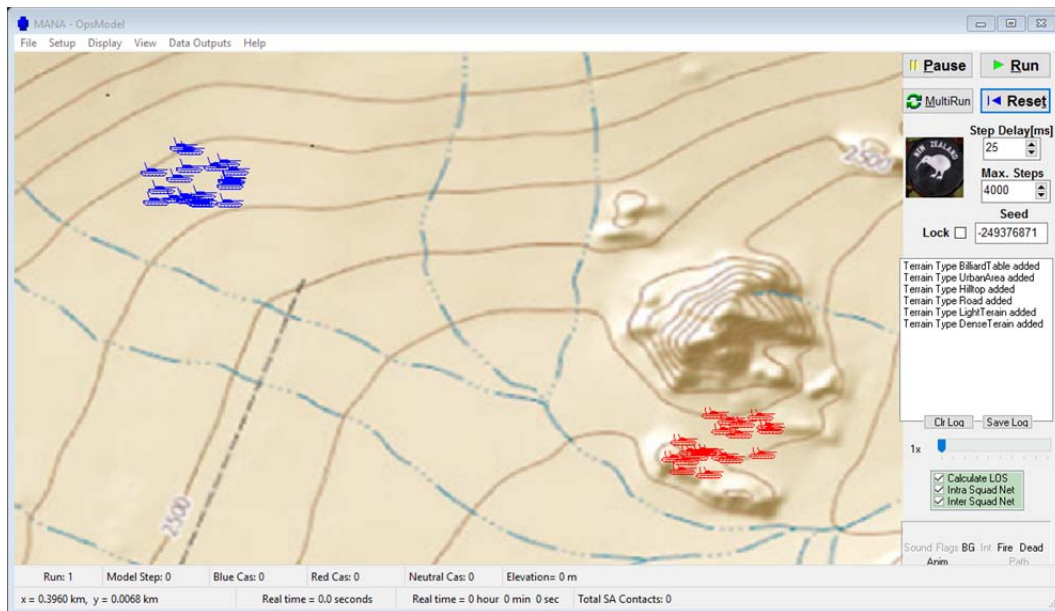 MANA - OpsModel
File Setup Display View Data Outputs Help
Pause Run
MultiRun Reset
Step Delay[ms]
NEW ZEALAND
25
Max. Steps
4000
Seed
Lock -249376871
2500
Terrain Type BilliardTable added
Terrain Type UrbanArea added
Terrain Type Hilltop added
Terrain Type Road added
Terrain Type LightTerain added
Terrain Type DenseTerain added
Clr Log Save Log
1x
Calculate LOS
Intra Squad Net
Inter Squad Net
2500
Sound Flags BG Int Fire Dead
Anim Path
Run: 1 Model Step: 0 Blue Cas: 0 Red Cas: 0 Neutral Cas: 0 Elevation= 0 m
x = 0.3960 km, y = 0.0068 km Real time = 0.0 seconds Real time = 0 hour 0 min 0 sec Total SA Contacts: 0